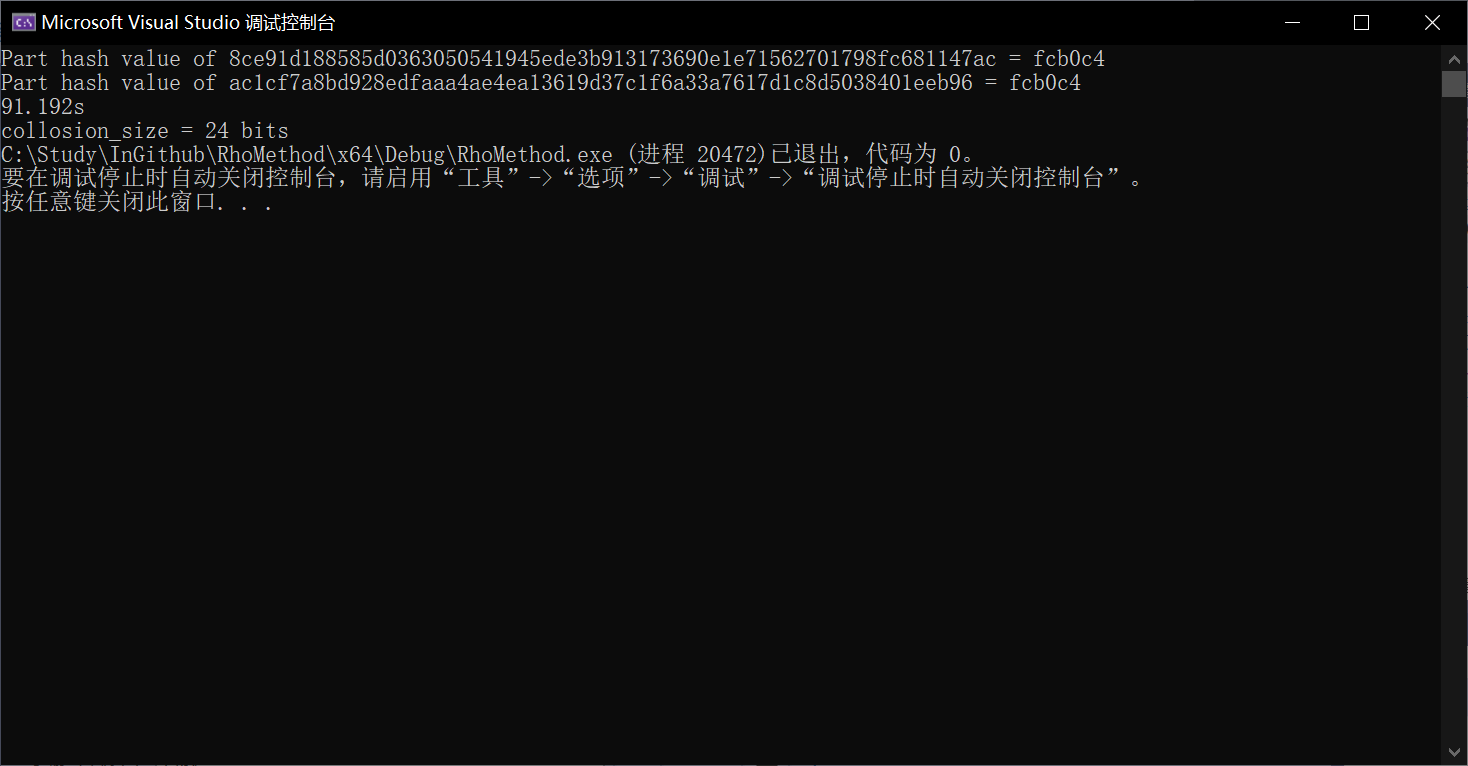 Microsoft Visual Studio 调试控制台
Part hash value of 8ce91d188585d0363050541945ede3b913173690e1e71562701798fc681147ac = fcb0c4
Part hash value of ac1cf7a8bd928edfaaa4ae4ea13619d37c1f6a33a7617d1c8d5038401eeb96 = fcb0c4
91.192s
collosion_size = 24 bits
C:\Study\InGithub\RhoMethod\x64\Debug\RhoMethod.exe (进程 20472)已退出，代码为 0。
要在调试停止时自动关闭控制台，请启用“工具”->“选项”->“调试”->“调试停止时自动关闭控制台”。
按任意键关闭此窗口. . .